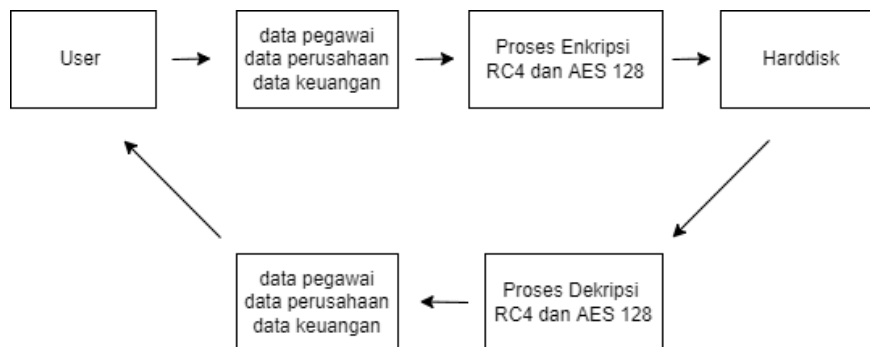 User
data pegawai
data perusahaan
data keuangan
Proses Enkripsi
RC4 dan AES 128
Harddisk
data pegawai
data perusahaan
data keuangan
Proses Dekripsi
RC4 dan AES 128